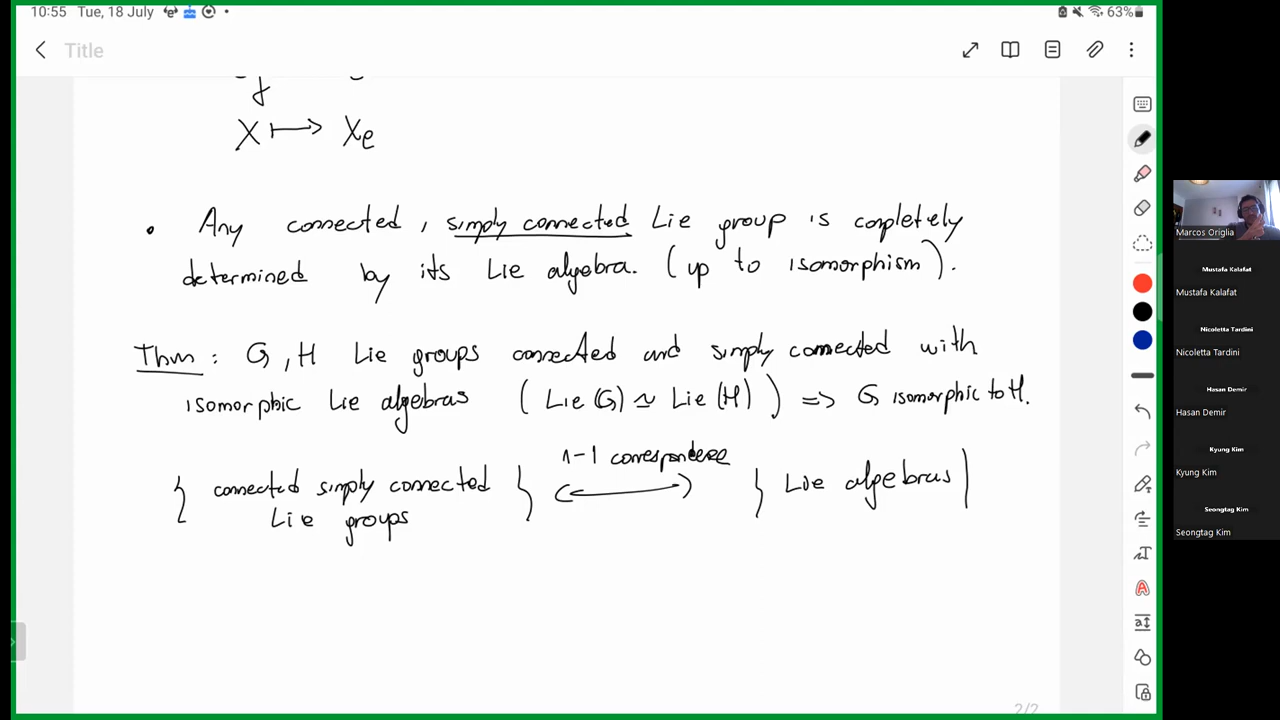 10:55 Tue, 18 July
63%
Title
X ⟼ Xe
• Any connected, simply connected Lie group is completely
determined by its Lie algebra. (up to isomorphism).
Thm: G, H Lie groups connected and simply connected with
isomorphic Lie algebras (Lie(G) ≃ Lie(H)) => G isomorphic to H.
1-1 correspondence
{ connected simply connected } ⟷ { Lie algebras }
Lie groups
2/2
Marcos Origlia
Mustafa Kalafat
Mustafa Kalafat
Nicoletta Tardini
Nicoletta Tardini
Hasan Demir
Hasan Demir
Kyung Kim
Kyung Kim
Seongtag Kim
Seongtag Kim